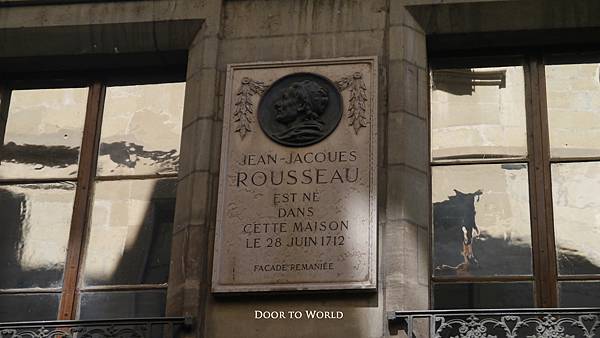 JEAN-JACQUES
ROUSSEAU
EST NÉ
DANS
CETTE MAISON
LE 28 JUIN 1712
FAÇADE REMANIÉE
DOOR TO WORLD